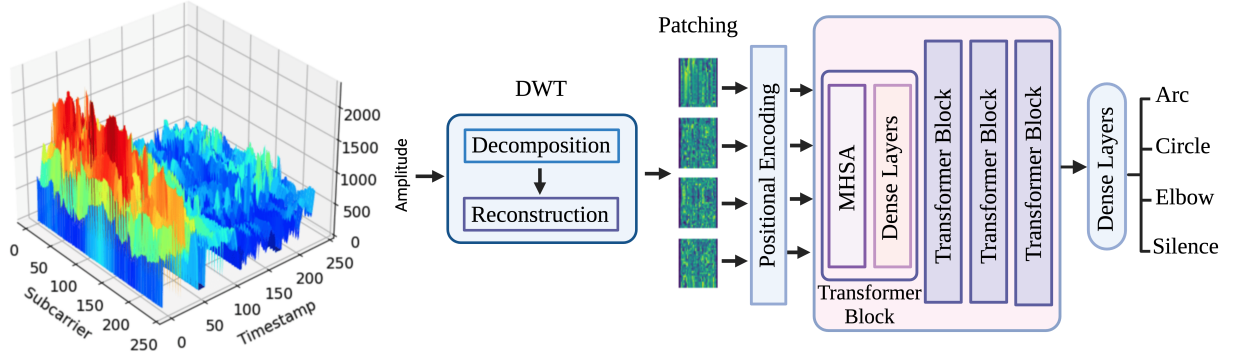 2000
1500
1000
500
0
Amplitude
0
50
100
150
200
250
Subcarrier
0
50
100
150
200
250
Timestamp
DWT
Decomposition
Reconstruction
Patching
Positional Encoding
MHSA
Dense Layers
Transformer
Block
Transformer Block
Transformer Block
Transformer Block
Dense Layers
Arc
Circle
Elbow
Silence